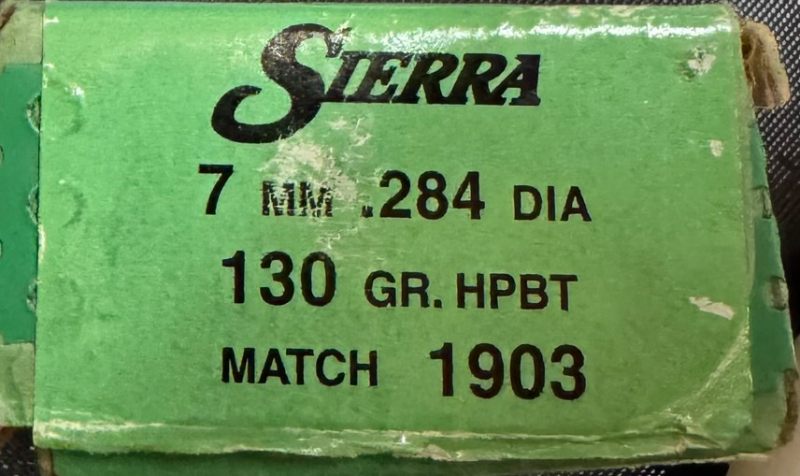 SIERRA
7 MM .284 DIA
130 GR. HPBT
MATCH 1903